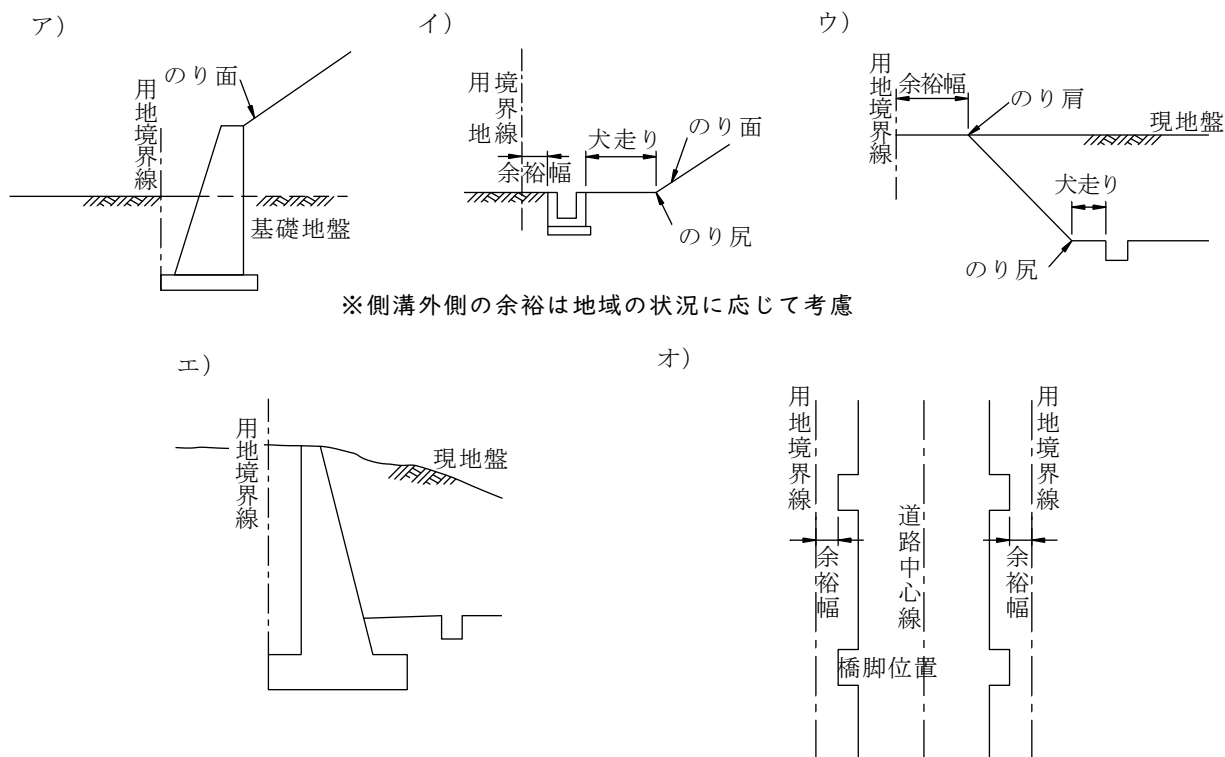 ア）
のり面
用地境界線
基礎地盤
イ）
用地境界線
余裕幅
犬走り
のり面
のり尻
ウ）
用地境界線
余裕幅
のり肩
現地盤
犬走り
のり尻
※側溝外側の余裕は地域の状況に応じて考慮
エ）
用地境界線
現地盤
オ）
用地境界線
余裕幅
道路中心線
橋脚位置
用地境界線
余裕幅